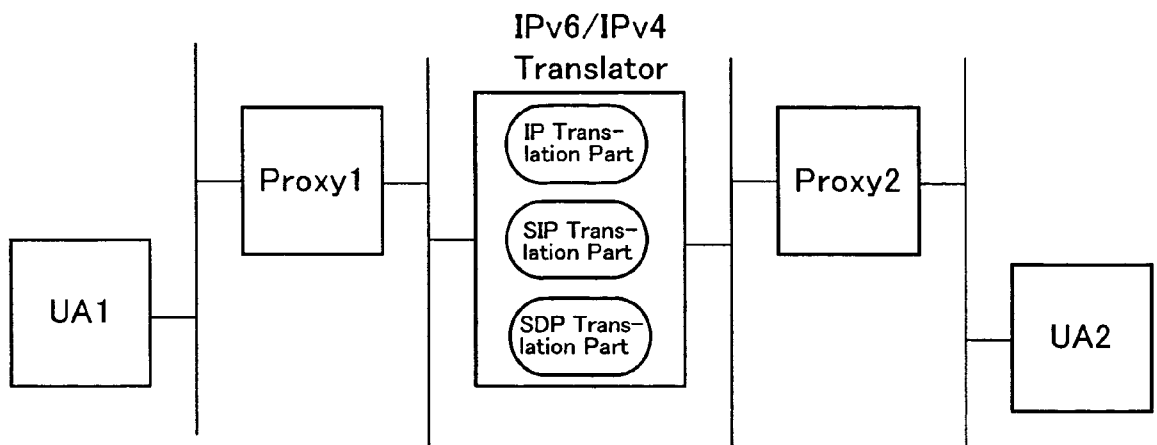 IPv6/IPv4
Translator
IP Trans-
lation Part
Proxy1
Proxy2
SIP Trans-
lation Part
UA1
SDP Trans-
lation Part
UA2